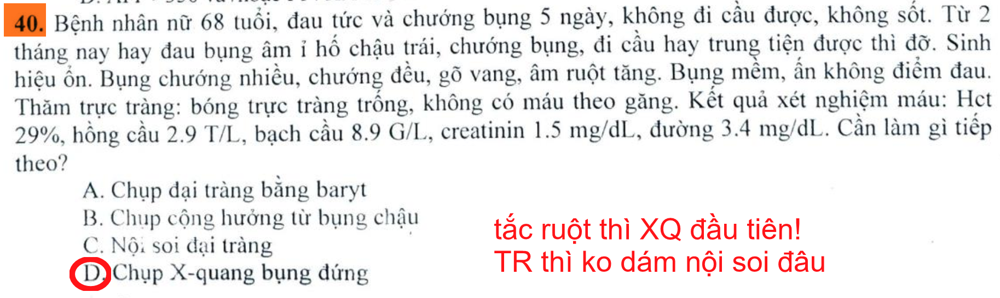 40. Bệnh nhân nữ 68 tuổi, đau tức và chướng bụng 5 ngày, không đi cầu được, không sốt. Từ 2
tháng nay hay đau bụng âm ỉ hố chậu trái, chướng bụng, đi cầu hay trung tiện được thì đỡ. Sinh
hiệu ổn. Bụng chướng nhiều, chướng đều, gõ vang, âm ruột tăng. Bụng mềm, ấn không điểm đau.
Thăm trực tràng: bóng trực tràng trống, không có máu theo găng. Kết quả xét nghiệm máu: Hct
29%, hồng cầu 2.9 T/L, bạch cầu 8.9 G/L, creatinin 1.5 mg/dL, đường 3.4 mg/dL. Cần làm gì tiếp
theo?
A. Chụp đại tràng bằng baryt
B. Chụp cộng hưởng từ bụng chậu
C. Nội soi đại tràng
D. Chụp X-quang bụng đứng
tắc ruột thì XQ đầu tiên!
TR thì ko dám nội soi đâu